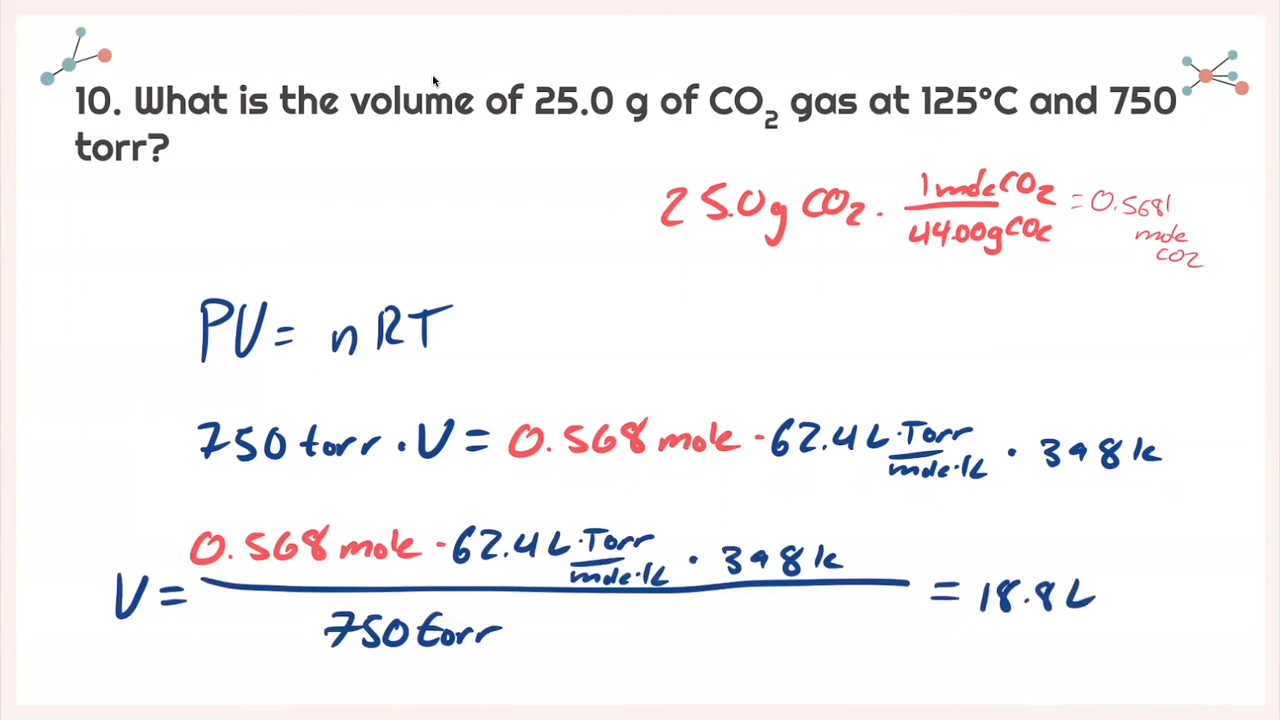 10. What is the volume of 25.0 g of CO₂ gas at 125°C and 750
torr?
25.0g CO2 · 1 mole CO2 / 44.00g CO2 = 0.5681
mole
CO2
PV = nRT
750 torr · V = 0.568 mole · 62.4 L·Torr / mole·K · 398 k
V = 0.568 mole · 62.4 L·Torr / mole·K · 398 k / 750 torr = 18.8 L